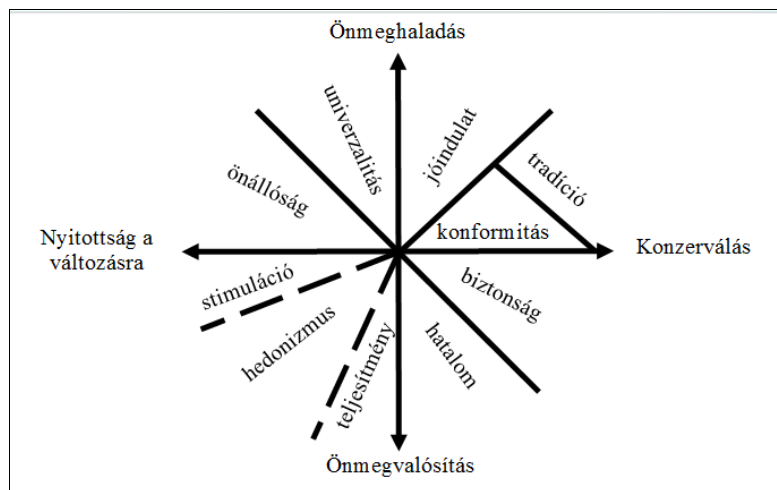 Önmeghaladás
univerzalitás
jóindulat
tradíció
önállóság
konformitás
Nyitottság a
változásra
Konzerválás
stimuláció
biztonság
hedonizmus
teljesítmény
hatalom
Önmegvalósítás